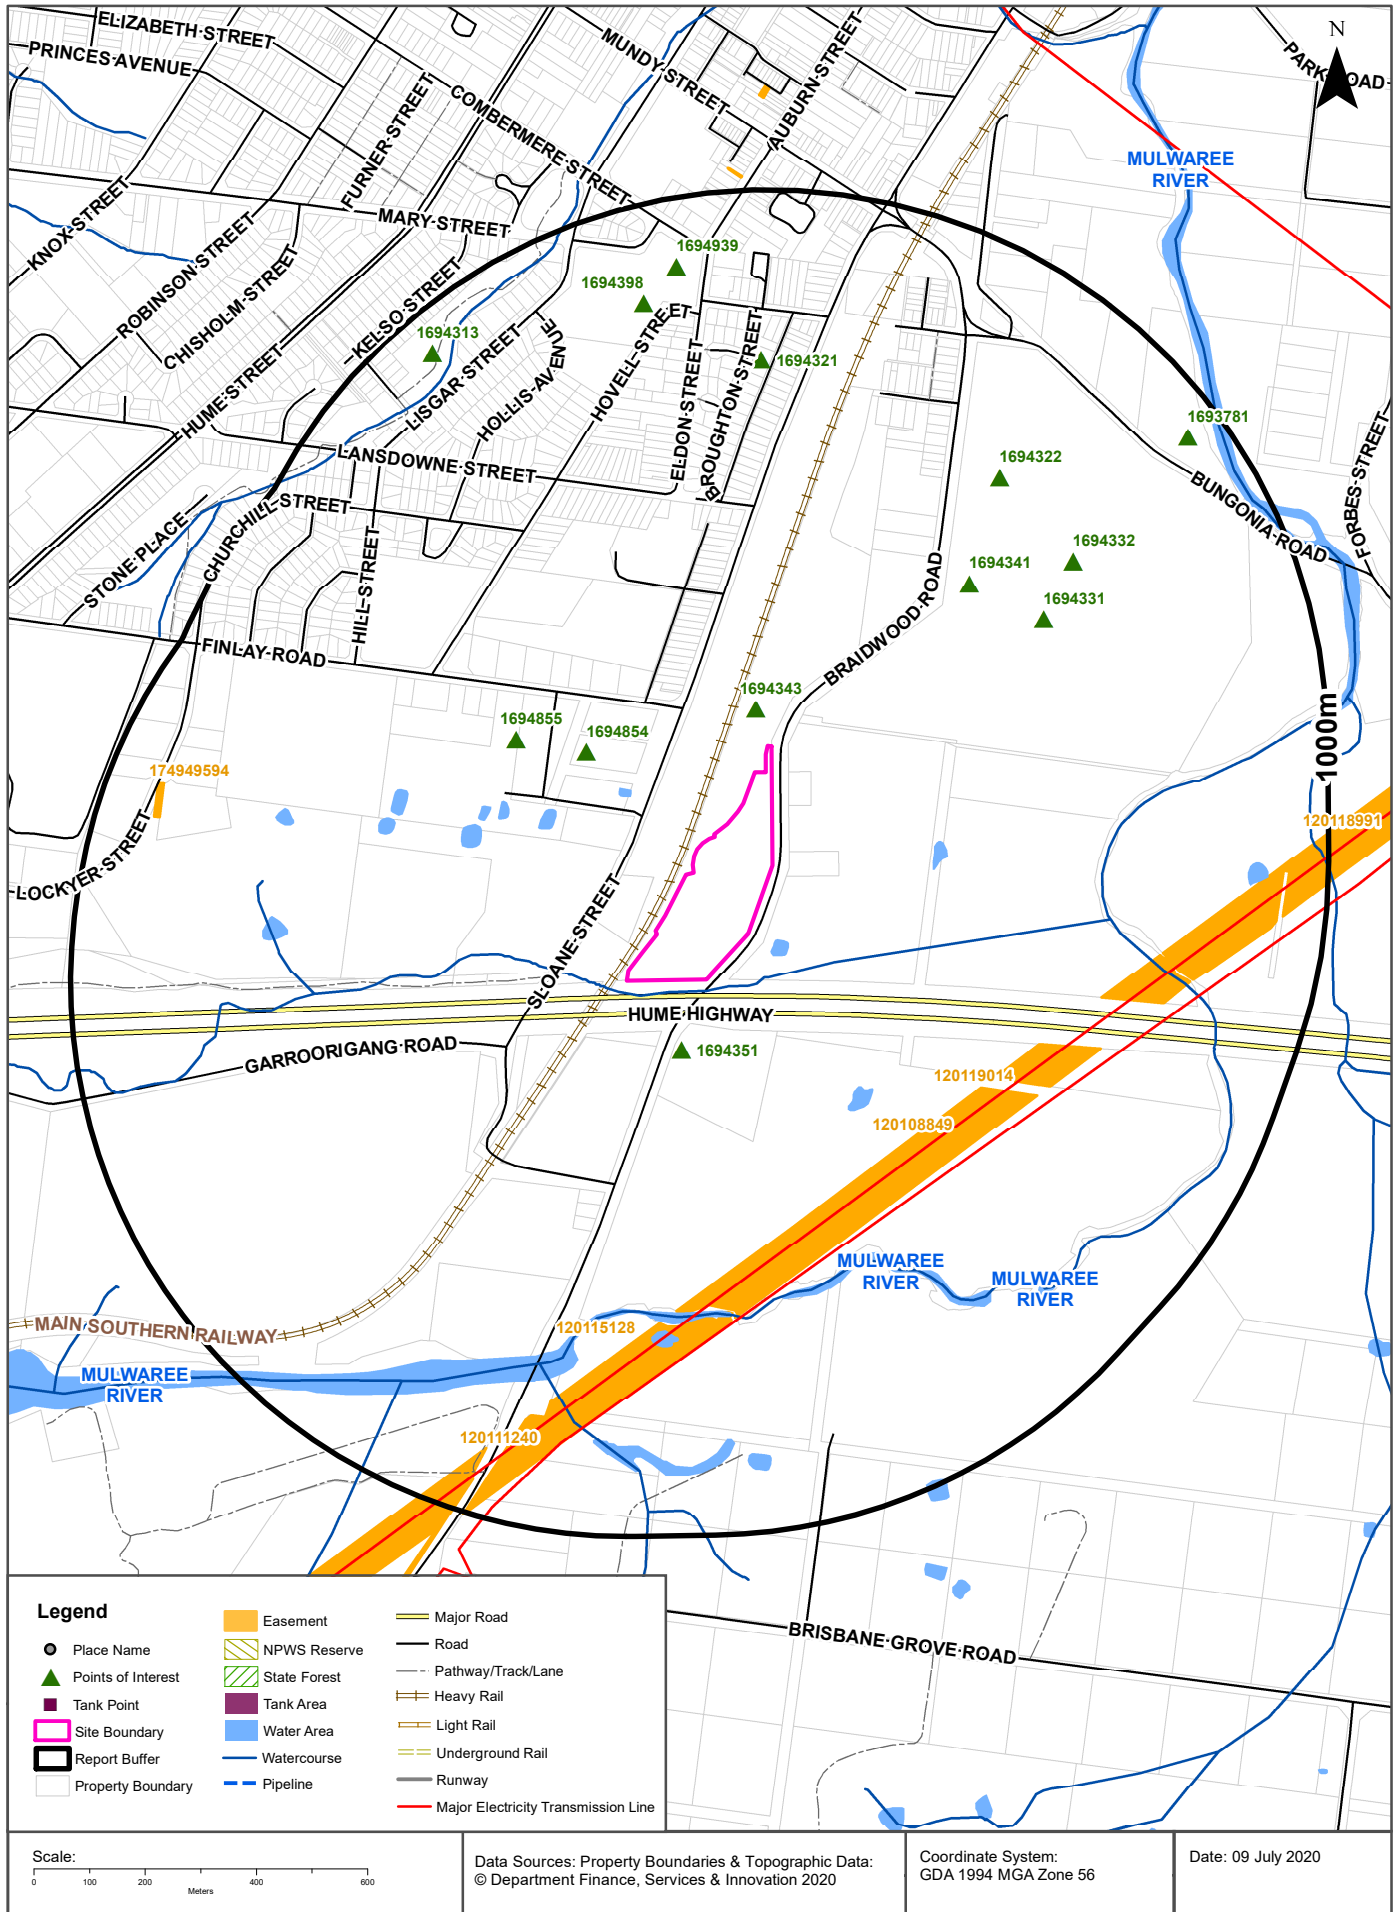 ELIZABETH STREET
PRINCES AVENUE
MUNDY STREET
AUBURN STREET
N
PARK ROAD
FURNER STREET
COMBERMERE STREET
MULWAREE
RIVER
KNOX STREET
MARY STREET
ROBINSON STREET
CHISHOLM STREET
KELSO STREET
1694939
1694398
1694313
LISGAR STREET
HOLLIS AVENUE
HOVELL STREET
ELDON STREET
BROUGHTON STREET
1694321
HUME STREET
LANSDOWNE STREET
1693781
1694322
BUNGONIA ROAD
FORBES STREET
STONE PLACE
CHURCHILL STREET
HILL STREET
1694332
1694341
1694331
BRAIDWOOD ROAD
FINLAY ROAD
1694343
1694855
1694854
1000m
174949594
120118991
LOCKYER STREET
SLOANE STREET
HUME HIGHWAY
GARROORIGANG ROAD
1694351
120119014
120108849
MULWAREE
RIVER
MULWAREE
RIVER
MAIN SOUTHERN RAILWAY
120115128
MULWAREE
RIVER
120111240
BRISBANE GROVE ROAD
Legend
Place Name
Points of Interest
Tank Point
Site Boundary
Report Buffer
Property Boundary
Easement
NPWS Reserve
State Forest
Tank Area
Water Area
Watercourse
Pipeline
Major Road
Road
Pathway/Track/Lane
Heavy Rail
Light Rail
Underground Rail
Runway
Major Electricity Transmission Line
Scale:
0 100 200 400 600
Meters
Data Sources: Property Boundaries & Topographic Data:
© Department Finance, Services & Innovation 2020
Coordinate System:
GDA 1994 MGA Zone 56
Date: 09 July 2020